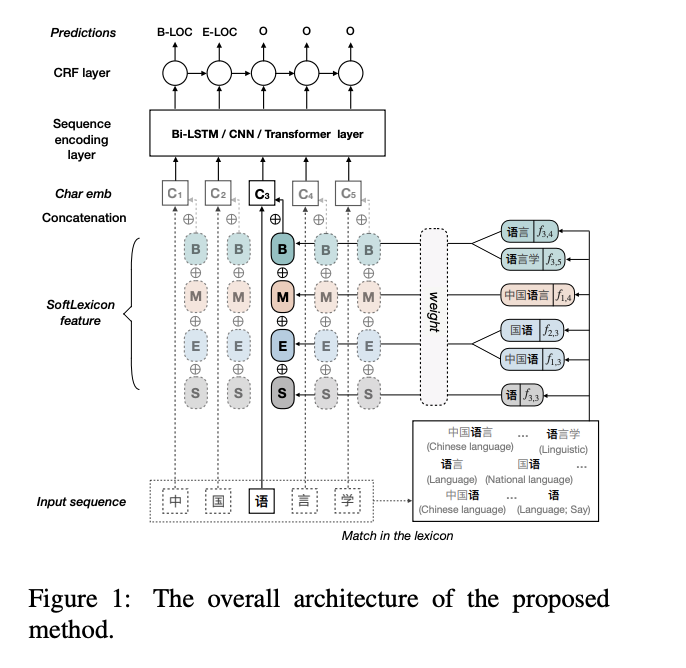 Predictions B-LOC E-LOC O O O
CRF layer
Sequence
encoding
layer
Bi-LSTM / CNN / Transformer layer
Char emb C1 C2 C3 C4 C5
Concatenation ⊕ ⊕ ⊕ ⊕ ⊕
SoftLexicon
feature
B B B B B
⊕ ⊕ ⊕ ⊕ ⊕
M M M M M
⊕ ⊕ ⊕ ⊕ ⊕
E E E E E
⊕ ⊕ ⊕ ⊕ ⊕
S S S S S
weight
语言 f3,4
语言学 f3,5
中国语言 f1,4
国语 f2,3
中国语 f1,3
语 f3,3
中国语言 ... 语言学
(Chinese language) (Linguistic)
语言 国语 ...
(Language) (National language)
中国语 ... 语
(Chinese language) (Language; Say)
Input sequence 中 国 语 言 学
Match in the lexicon
Figure 1: The overall architecture of the proposed
method.